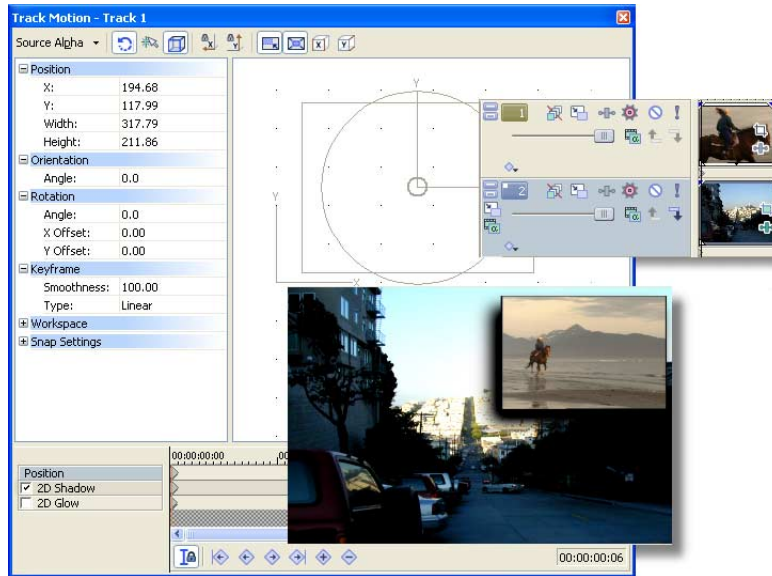 Track Motion - Track 1
Source Alpha
Position
X: 194.68
Y: 117.99
Width: 317.79
Height: 211.86
Orientation
Angle: 0.0
Rotation
Angle: 0.0
X Offset: 0.00
Y Offset: 0.00
Keyframe
Smoothness: 100.00
Type: Linear
Workspace
Snap Settings
Y
Y
X
1
2
00:00:00:00
Position
2D Shadow
2D Glow
00:00:00:06